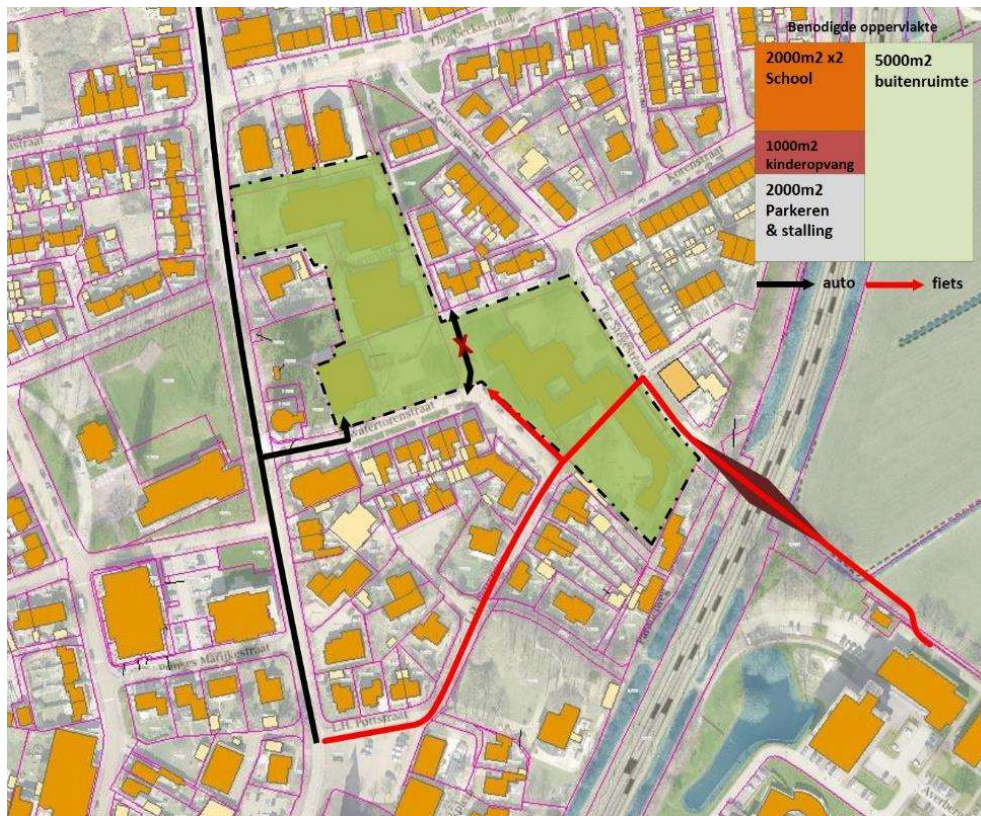 Benodigde oppervlakte
2000m2 x2
School
5000m2
buitenruimte
1000m2
kinderopvang
2000m2
Parkeren
& stalling
auto
fiets
Thorbeckestraat
Korenstraat
Watertorenstraat
Prinses Marijkestraat
L.H. Pottstraat